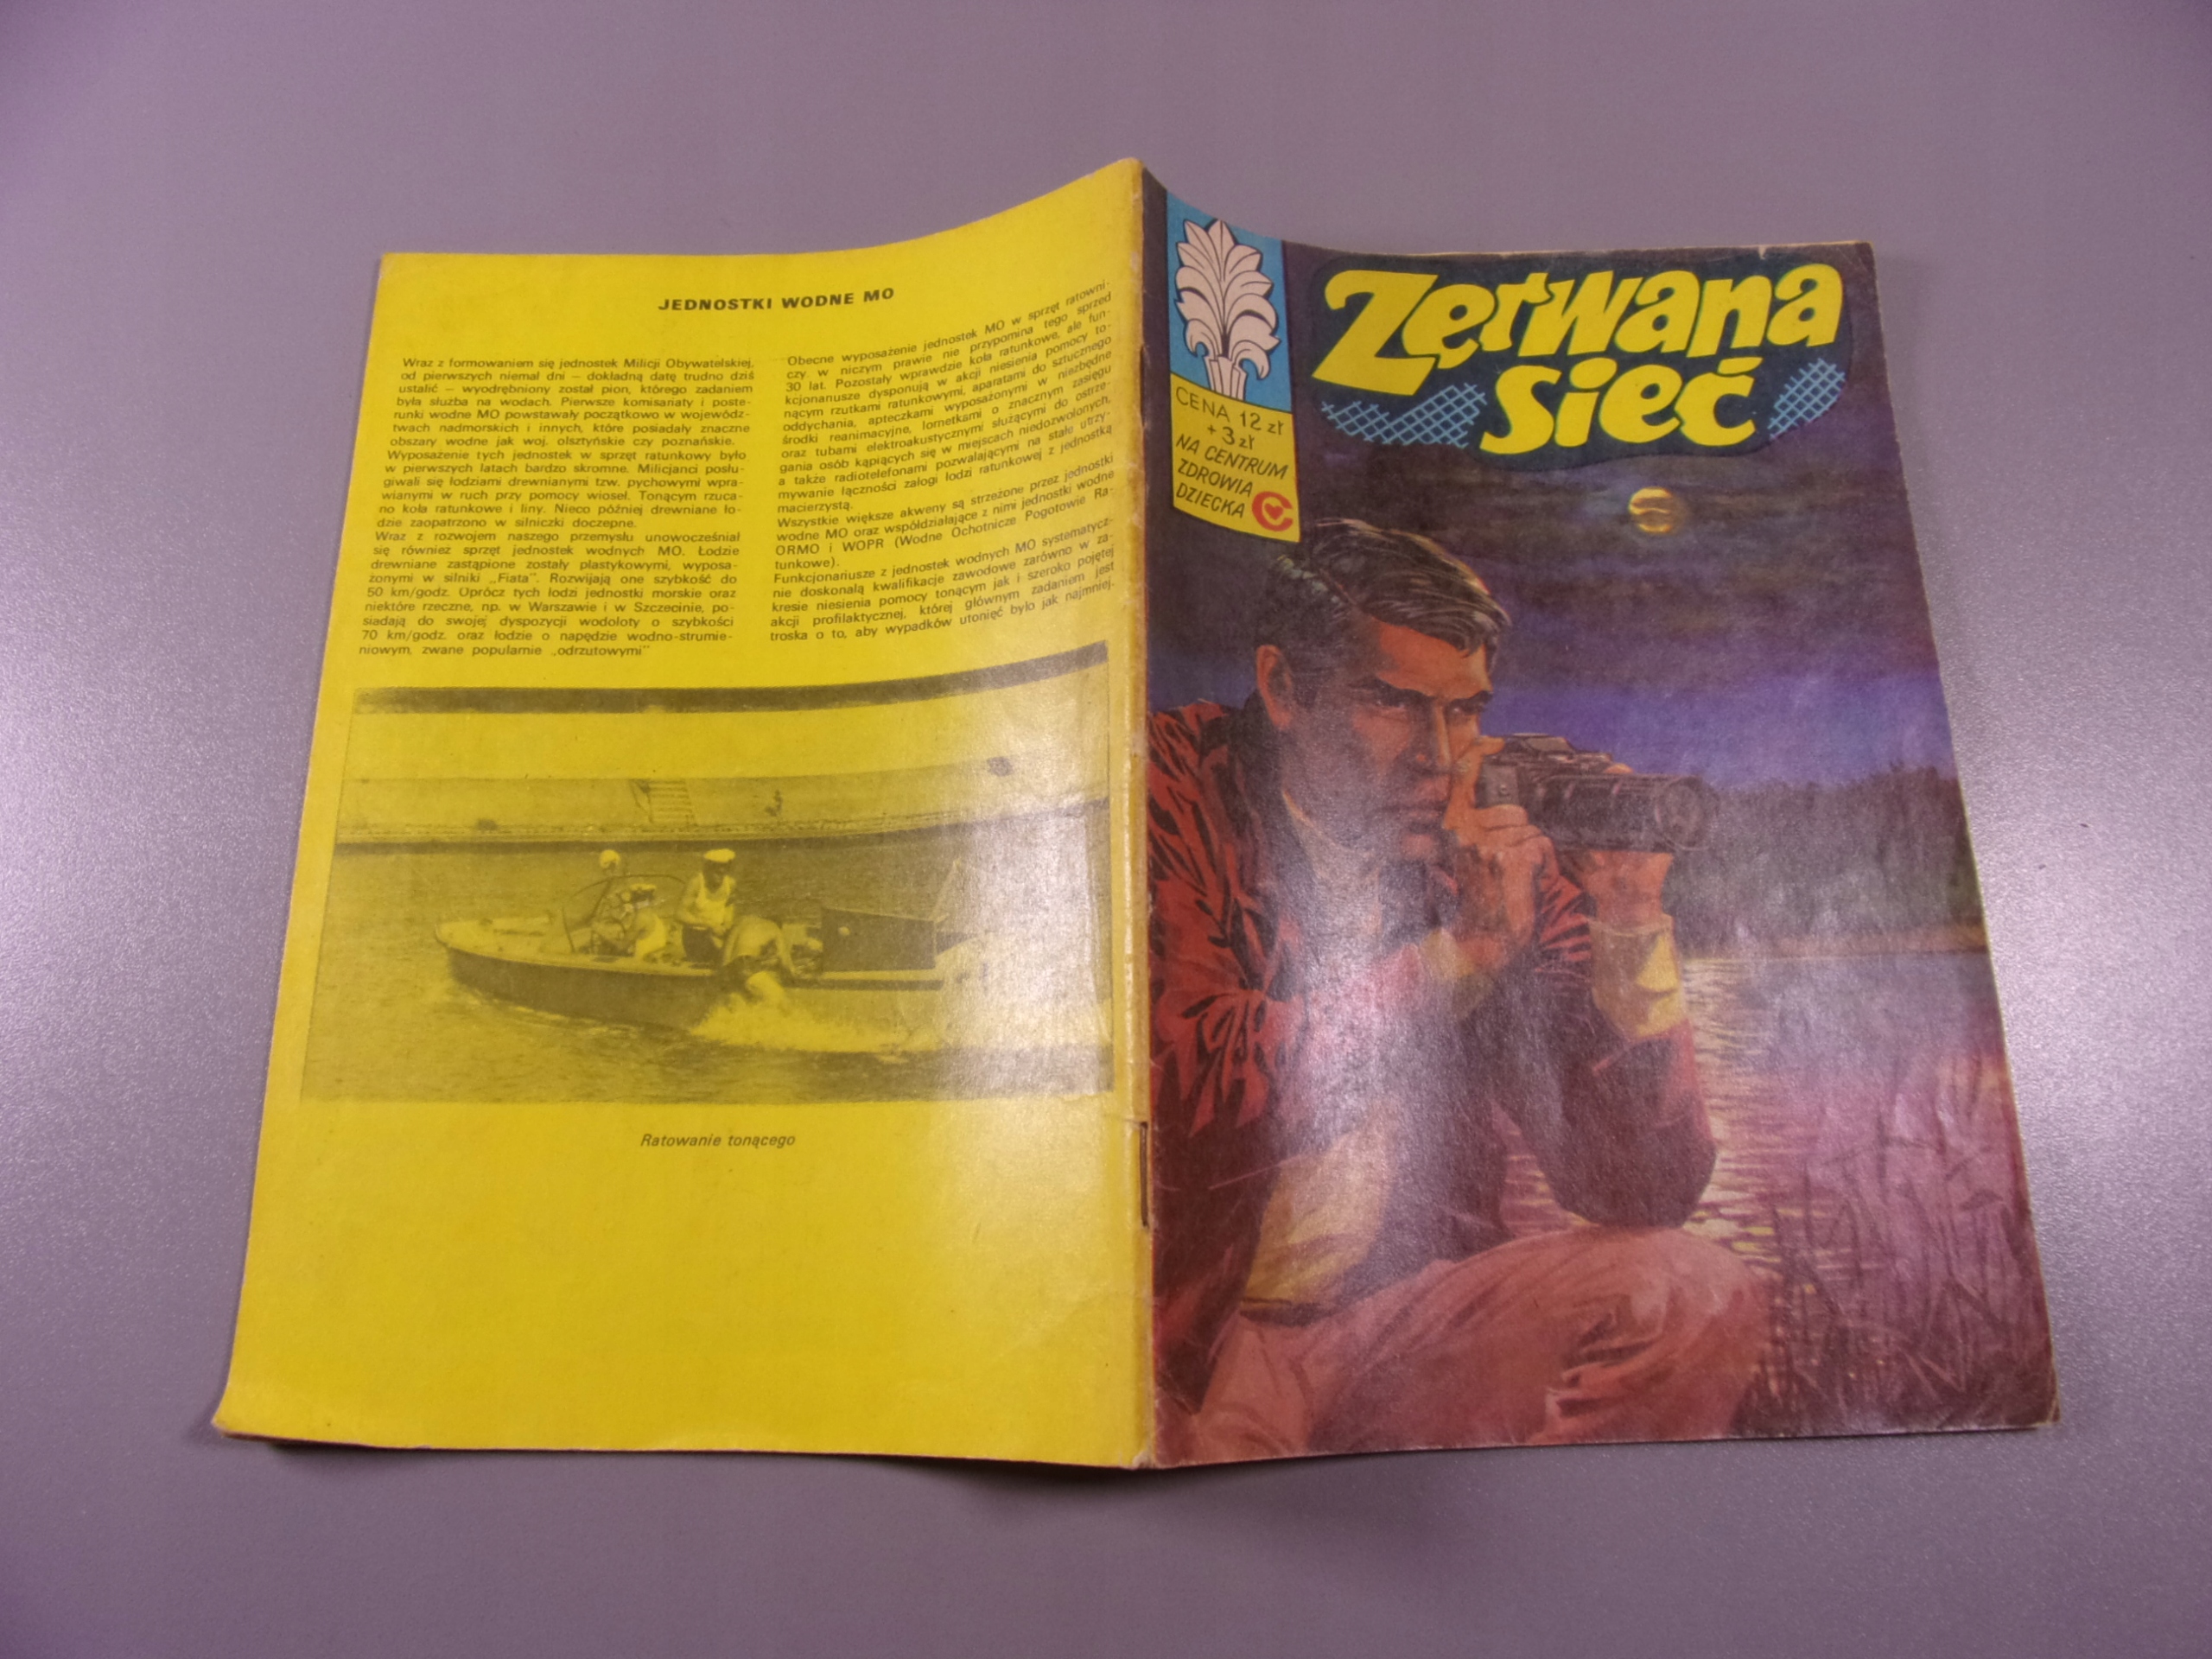 JEDNOSTKI WODNE MO
Wraz z formowaniem się jednostek Milicji Obywatelskiej,
od pierwszych niemal dni — dokładną datę trudno dziś
ustalić — wyodrębniony został pion, którego zadaniem
była służba na wodach. Pierwsze komisariaty i poste-
runki wodne MO powstawały początkowo w wojewódz-
twach nadmorskich i innych, które posiadały znaczne
obszary wodne jak woj. olsztyńskie czy poznańskie.
Wyposażenie tych jednostek w sprzęt ratunkowy było
w pierwszych latach bardzo skromne. Milicjanci posłu-
giwali się łodziami drewnianymi tzw. pychowymi wpra-
wianymi w ruch przy pomocy wioseł. Tonącym rzuca-
no koła ratunkowe i liny. Nieco później drewniane ło-
dzie zaopatrzono w silniczki doczepne.
Wraz z rozwojem naszego przemysłu unowocześniał
się również sprzęt jednostek wodnych MO. Łodzie
drewniane zastąpione zostały plastykowymi, wyposa-
żonymi w silniki „Fiata". Rozwijają one szybkość do
50 km/godz. Oprócz tych łodzi jednostki morskie oraz
niektóre rzeczne, np. w Warszawie i w Szczecinie, po-
siadają do swojej dyspozycji wodoloty o szybkości
70 km/godz. oraz łodzie o napędzie wodno-strumie-
niowym, zwane popularnie „odrzutowymi"
Obecne wyposażenie jednostek MO w sprzęt ratowni-
czy w niczym prawie nie przypomina tego sprzed
30 lat. Pozostały wprawdzie koła ratunkowe, ale fun-
kcjonanusze dysponują w akcji niesienia pomocy to-
nącym rzutkami ratunkowymi, aparatami do sztucznego
oddychania, apteczkami wyposażonymi w niezbędne
środki reanimacyjne, lornetkami o znacznym zasięgu
oraz tubami elektroakustycznymi służącymi do ostrze-
gania osób kąpiących się w miejscach niedozwolonych,
a także radiotelefonami pozwalającymi na stałe utrzy-
mywanie łączności załogi łodzi ratunkowej z jednostką
macierzystą.
Wszystkie większe akweny są strzeżone przez jednostki
wodne MO oraz współdziałające z nimi jednostki wodne
ORMO i WOPR (Wodne Ochotnicze Pogotowie Ra-
tunkowe).
Funkcjonariusze z jednostek wodnych MO systematycz-
nie doskonalą kwalifikacje zawodowe zarówno w za-
kresie niesienia pomocy tonącym jak i szeroko pojętej
akcji profilaktycznej, której głównym zadaniem jest
troska o to, aby wypadków utonięć było jak najmniej.
Ratowanie tonącego
Zerwana
sieć
CENA 12 zł
+ 3 zł
NA CENTRUM
ZDROWIA
DZIECKA